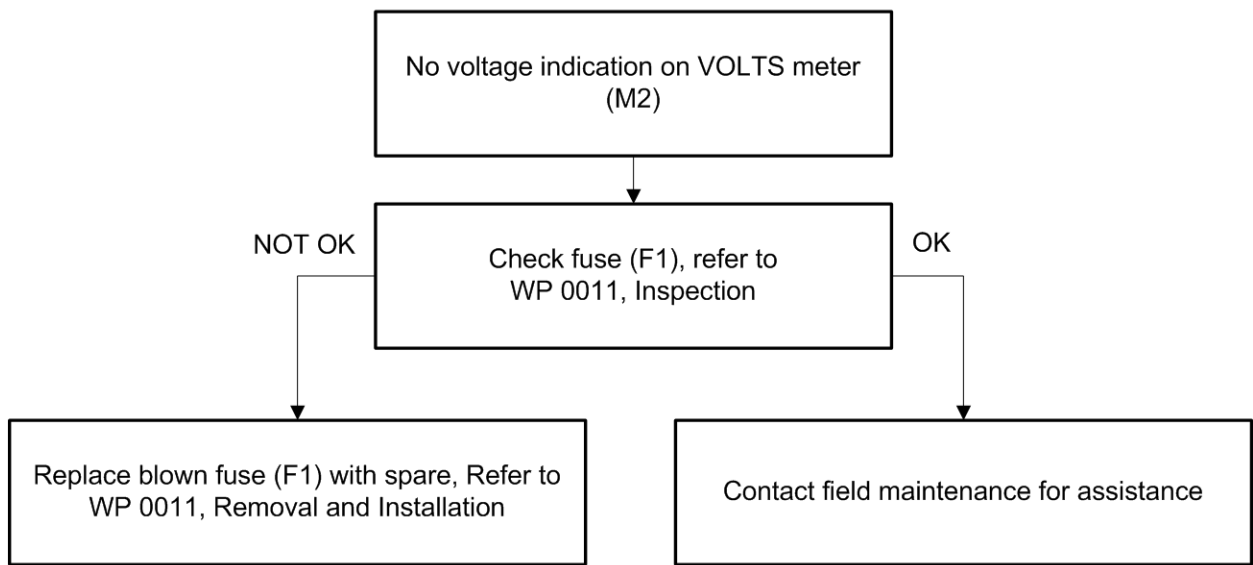 No voltage indication on VOLTS meter
(M2)
NOT OK
OK
Check fuse (F1), refer to
WP 0011, Inspection
Replace blown fuse (F1) with spare, Refer to
WP 0011, Removal and Installation
Contact field maintenance for assistance